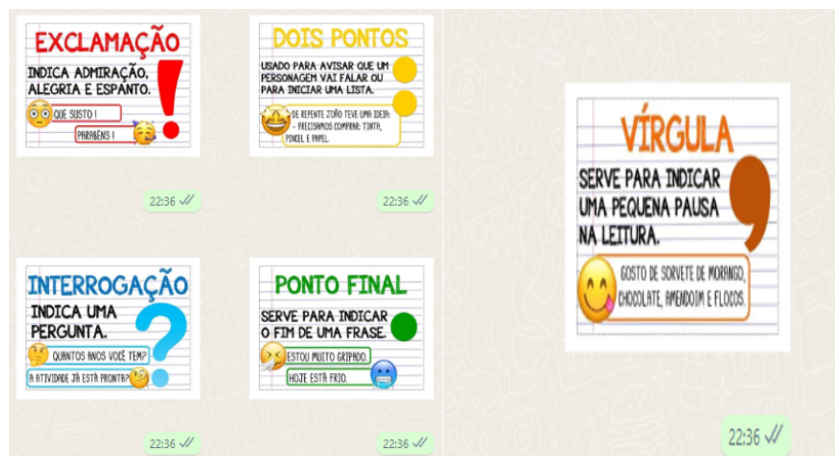 EXCLAMAÇÃO
INDICA ADMIRAÇÃO,
ALEGRIA E ESPANTO.
QUE SUSTO !
PARABÉNS !
22:36
DOIS PONTOS
USADO PARA AVISAR QUE UM
PERSONAGEM VAI FALAR OU
PARA INICIAR UMA LISTA.
DE REPENTE JOÃO TEVE UMA IDEIA:
- PRECISAMOS COMPRAR: TINTA,
PINCEL E PAPEL.
22:36
INTERROGAÇÃO
INDICA UMA
PERGUNTA.
QUANTOS ANOS VOCÊ TEM?
A ATIVIDADE JÁ ESTÁ PRONTA?
22:36
PONTO FINAL
SERVE PARA INDICAR
O FIM DE UMA FRASE.
ESTOU MUITO GRIPADO.
HOJE ESTÁ FRIO.
22:36
VÍRGULA
SERVE PARA INDICAR
UMA PEQUENA PAUSA
NA LEITURA.
GOSTO DE SORVETE DE MORANGO,
CHOCOLATE, AMENDOIM E FLOCOS.
22:36